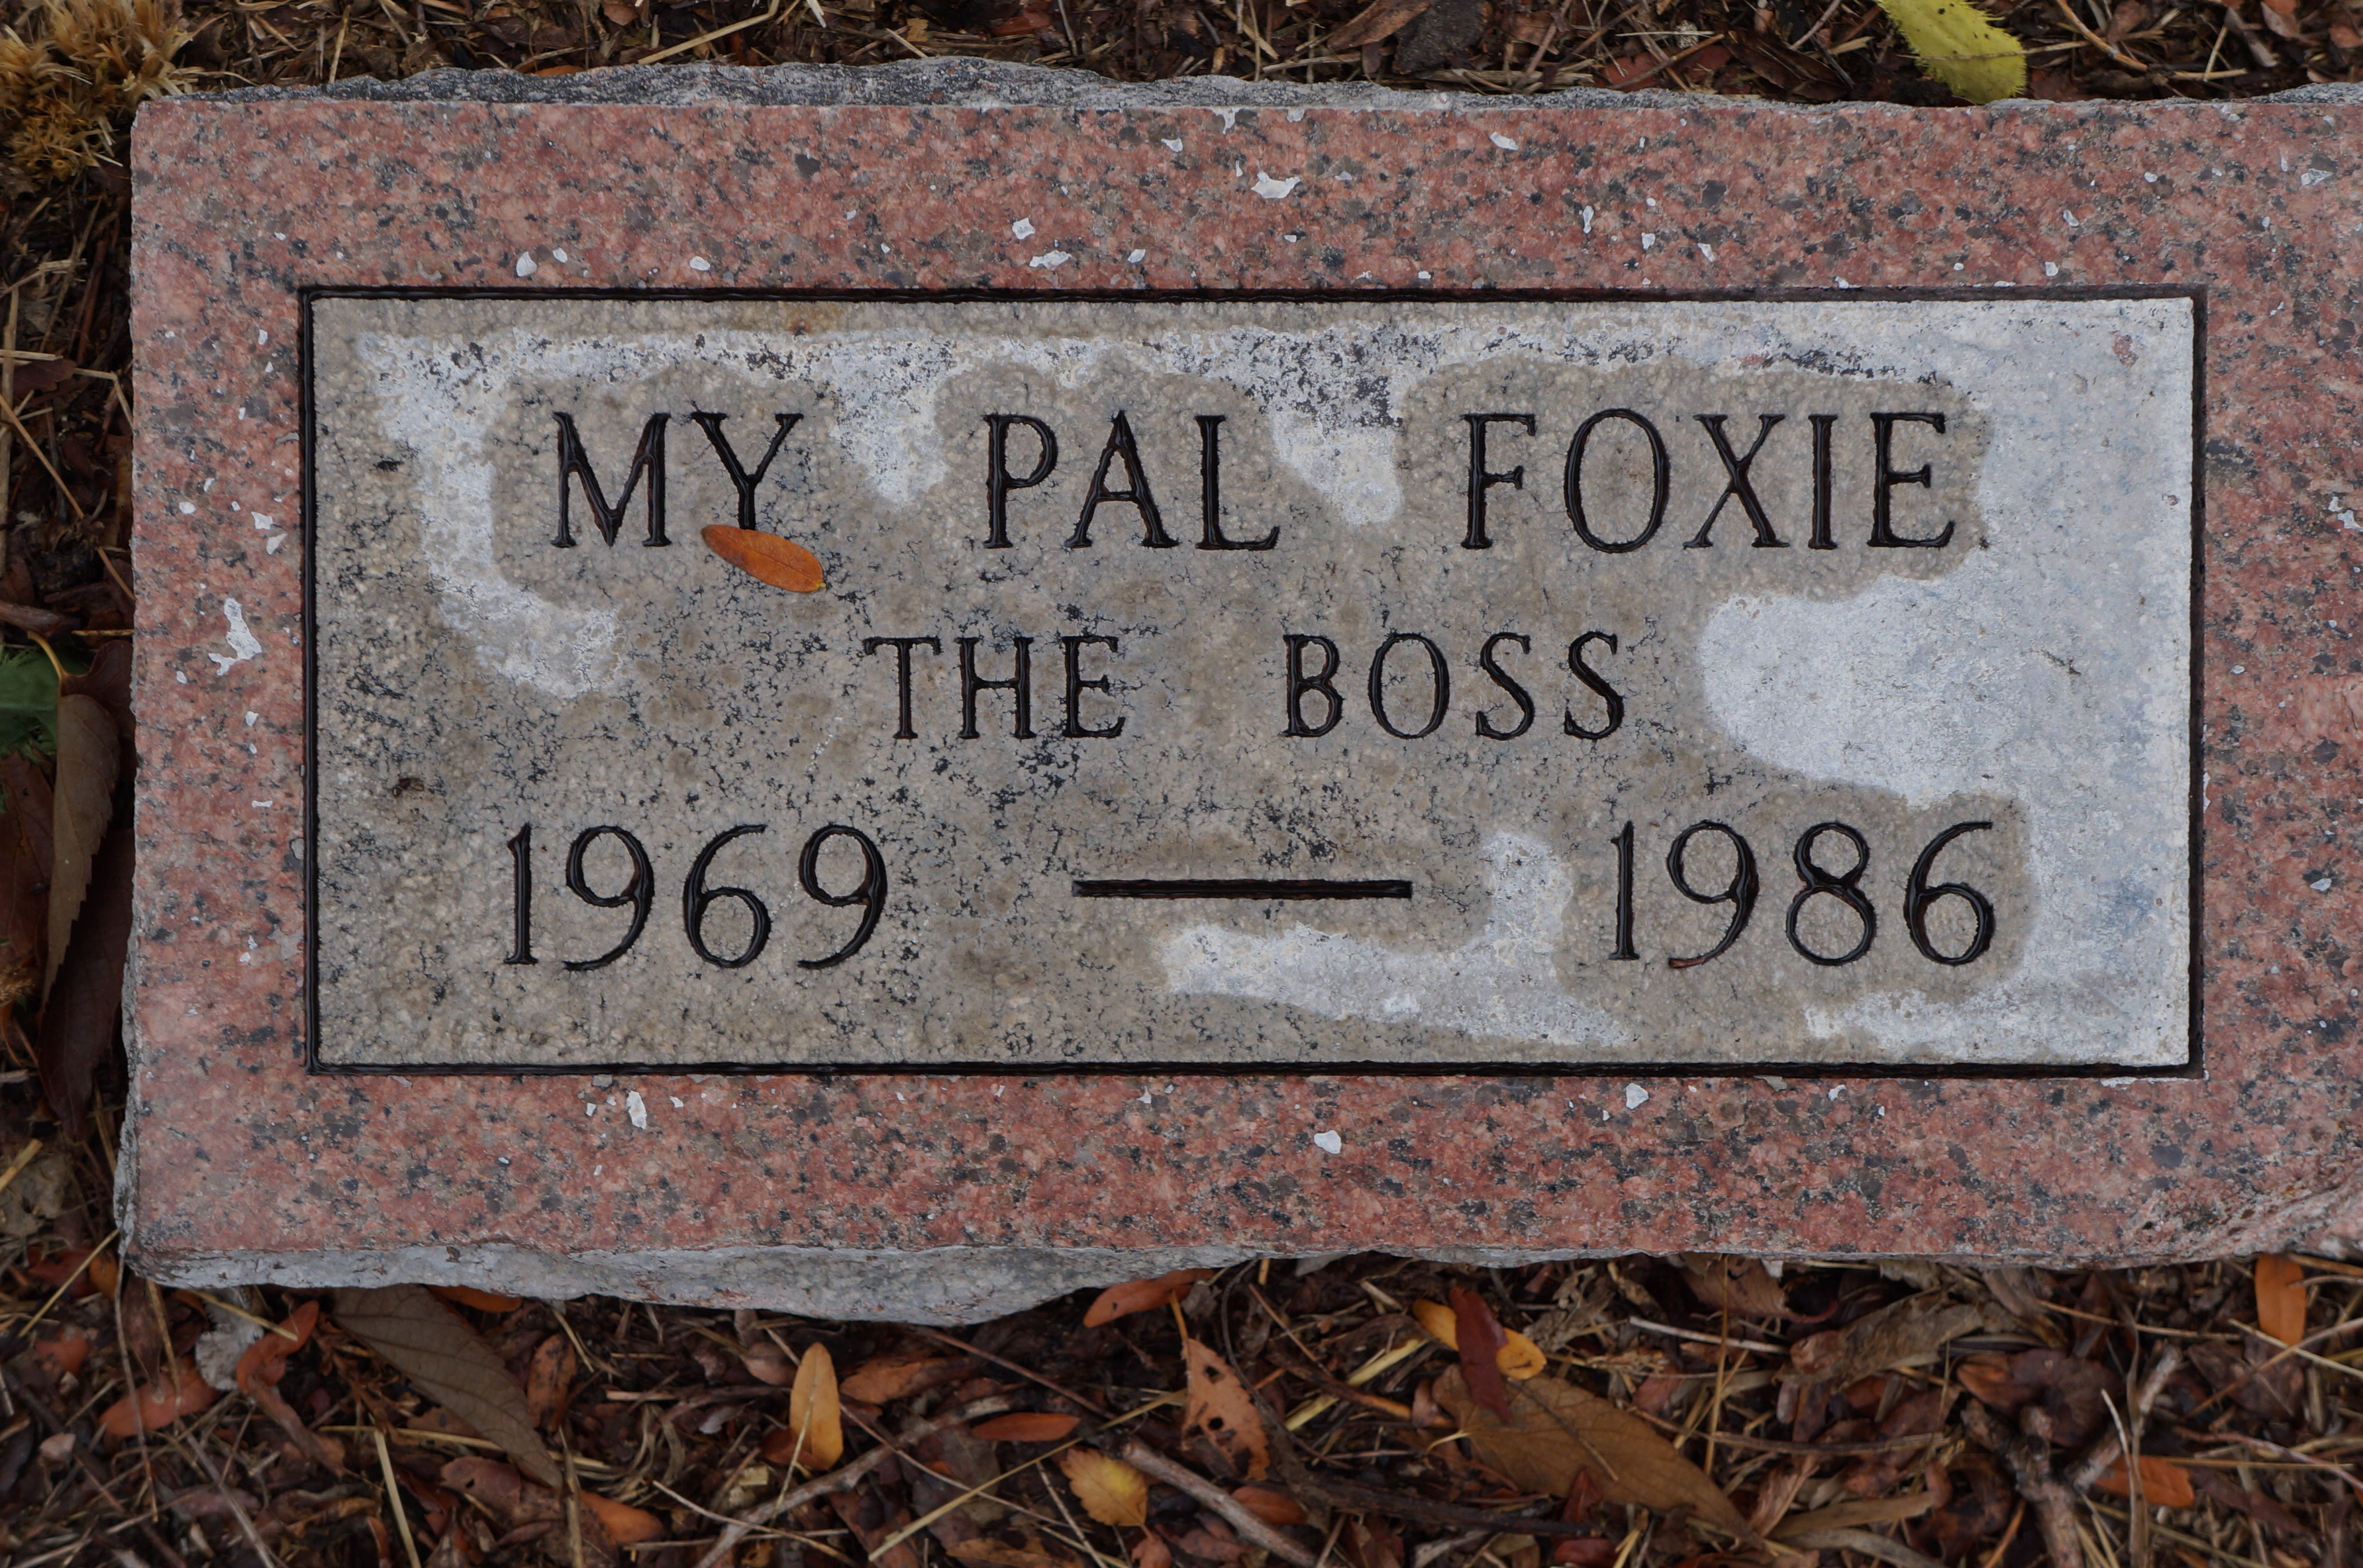 MY PAL FOXIE
THE BOSS
1969 — 1986